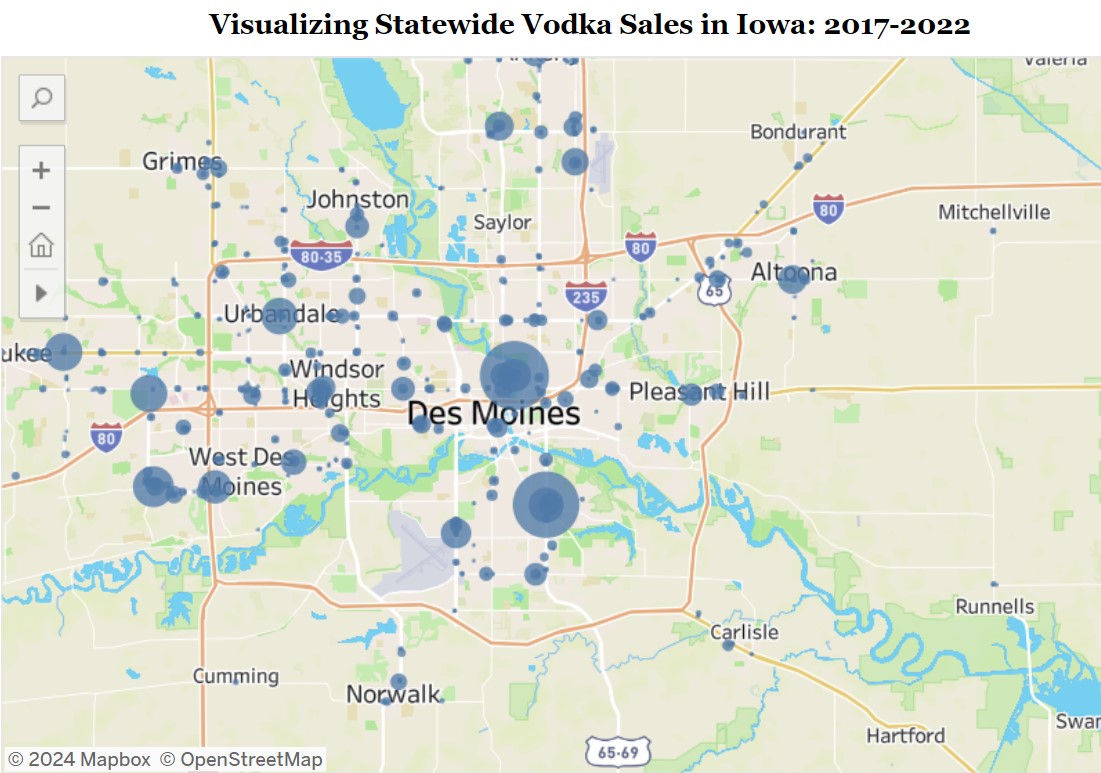 Visualizing Statewide Vodka Sales in Iowa: 2017-2022
Valeria
Bondurant
Grimes
Johnston
Saylor
80
Mitchellville
80
80-35
Altoona
65
235
Urbandale
ukee
Windsor
Heights
Pleasant Hill
Des Moines
80
West Des
Moines
Runnells
Carlisle
Cumming
Norwalk
Swan
Hartford
65-69
© 2024 Mapbox © OpenStreetMap